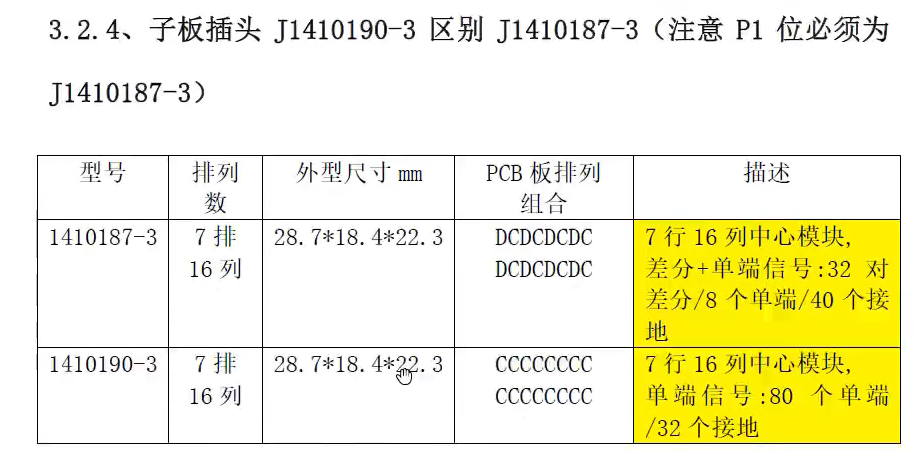 3.2.4、子板插头 J1410190-3 区别 J1410187-3（注意 P1 位必须为
J1410187-3）
型号 排列 外型尺寸 mm PCB 板排列 描述
数 组合
1410187-3 7 排 28.7*18.4*22.3 DCDCDCDC 7 行 16 列中心模块,
16 列 DCDCDCDC 差分+单端信号:32 对
差分/8 个单端/40 个接
地
1410190-3 7 排 28.7*18.4*22.3 CCCCCCCC 7 行 16 列中心模块,
16 列 CCCCCCCC 单端信号:80 个单端
/32 个接地